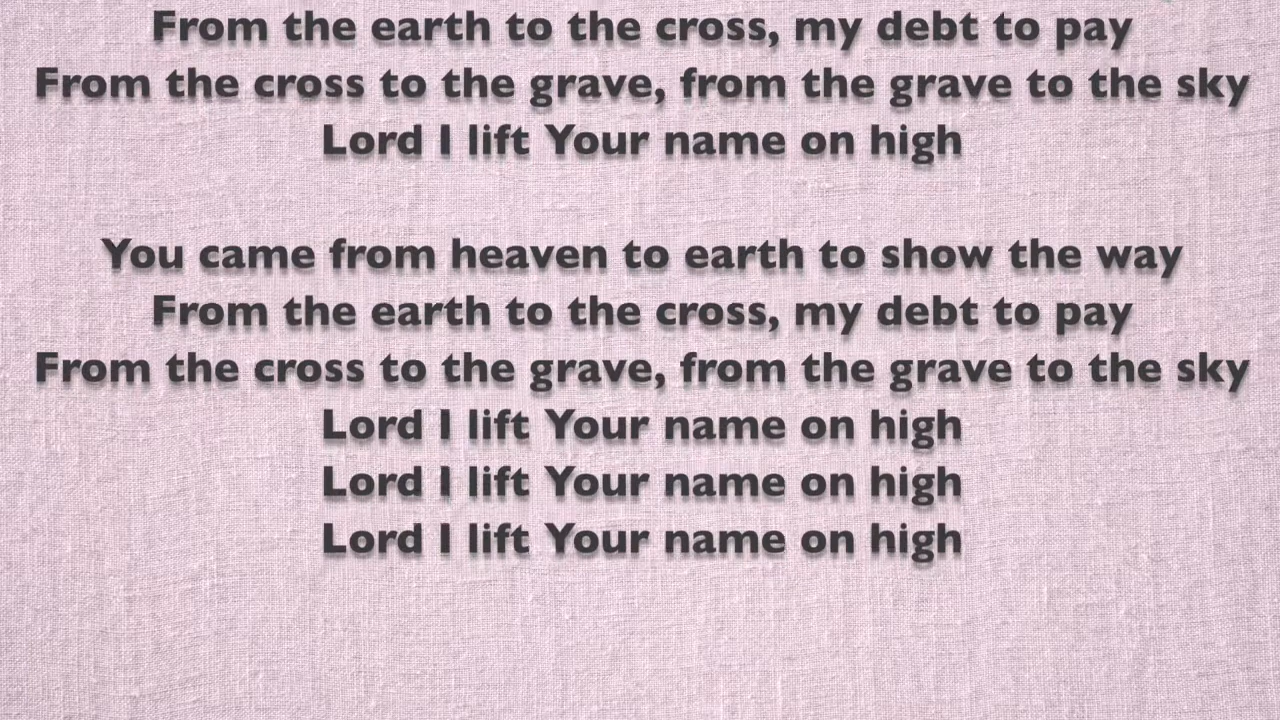 From the earth to the cross, my debt to pay
From the cross to the grave, from the grave to the sky
Lord I lift Your name on high
You came from heaven to earth to show the way
From the earth to the cross, my debt to pay
From the cross to the grave, from the grave to the sky
Lord I lift Your name on high
Lord I lift Your name on high
Lord I lift Your name on high